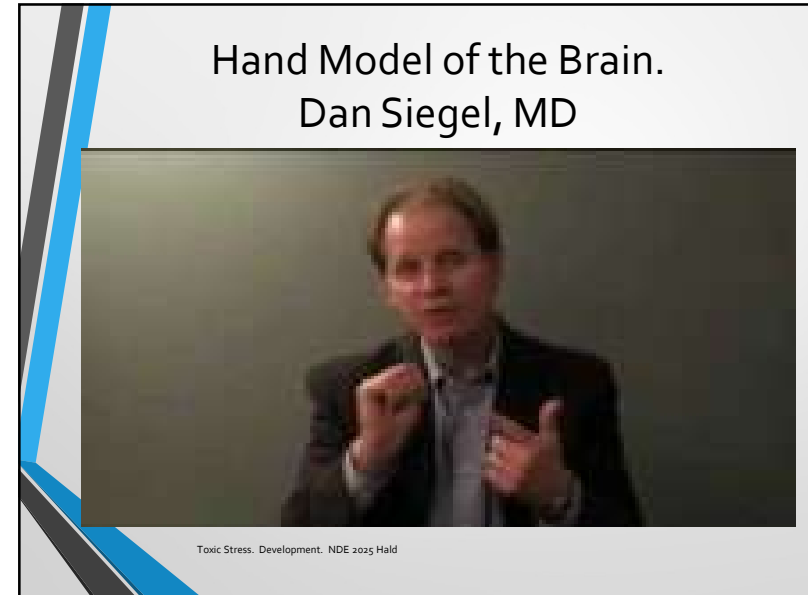 Hand Model of the Brain.
Dan Siegel, MD
Toxic Stress. Development. NDE 2025 Hald